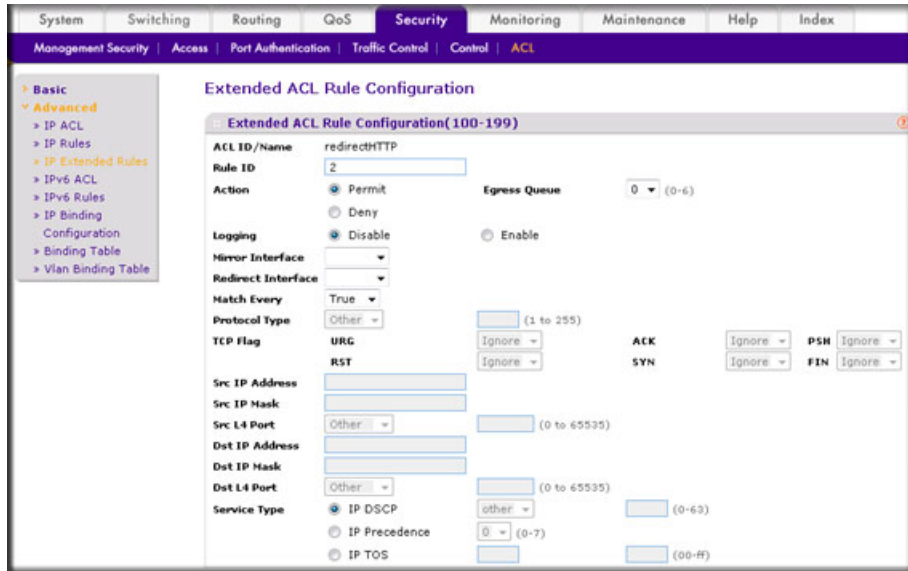 System Switching Routing QoS Security Monitoring Maintenance Help Index
Management Security | Access | Port Authentication | Traffic Control | Control | ACL
Basic
Advanced
» IP ACL
» IP Rules
» IP Extended Rules
» IPv6 ACL
» IPv6 Rules
» IP Binding
Configuration
» Binding Table
» Vlan Binding Table
Extended ACL Rule Configuration
Extended ACL Rule Configuration(100-199)
ACL ID/Name redirectHTTP
Rule ID 2
Action Permit Egress Queue 0 (0-6)
Deny
Logging Disable Enable
Mirror Interface
Redirect Interface
Match Every True
Protocol Type Other (1 to 255)
TCP Flag URG Ignore ACK Ignore PSH Ignore
RST Ignore SYN Ignore FIN Ignore
Src IP Address
Src IP Mask
Src L4 Port Other (0 to 65535)
Dst IP Address
Dst IP Mask
Dst L4 Port Other (0 to 65535)
Service Type IP DSCP other (0-63)
IP Precedence 0 (0-7)
IP TOS (00-ff)